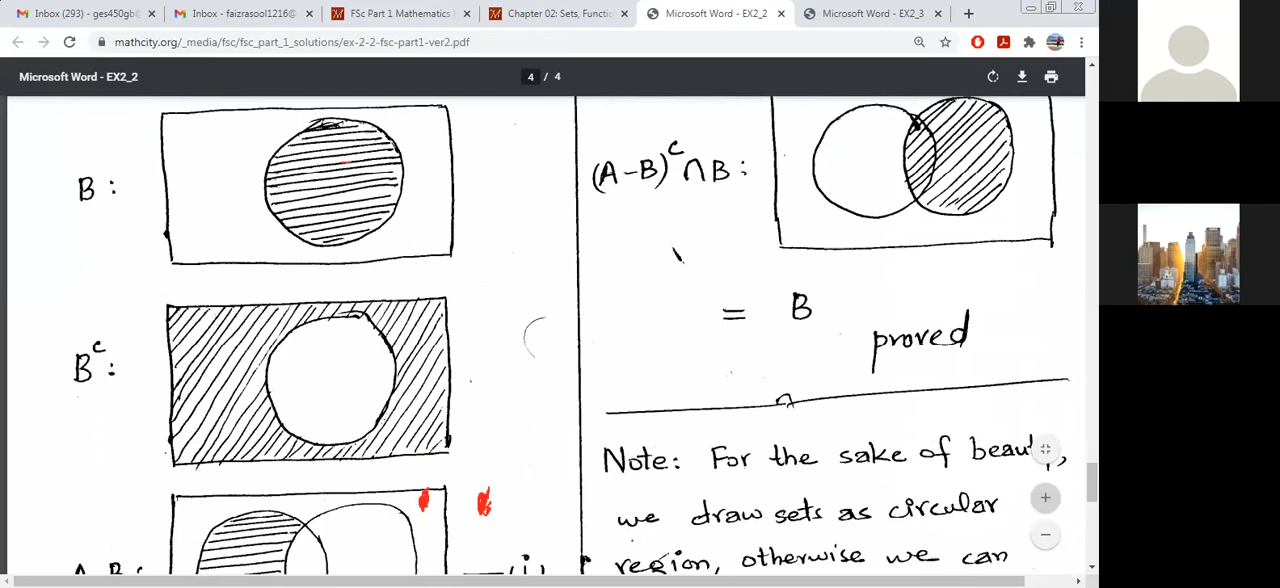 Inbox (293) - ges450gb@
Inbox - faizrasool1216@
FSc Part 1 Mathematics
Chapter 02: Sets, Functio
Microsoft Word - EX2_2
Microsoft Word - EX2_3
mathcity.org/_media/fsc/fsc_part_1_solutions/ex-2-2-fsc-part1-ver2.pdf
Microsoft Word - EX2_2
4 / 4
B :
Bᶜ :
(A-B)ᶜ ∩ B :
= B
proved
Note: For the sake of beauty,
we draw sets as circular
region, otherwise we can